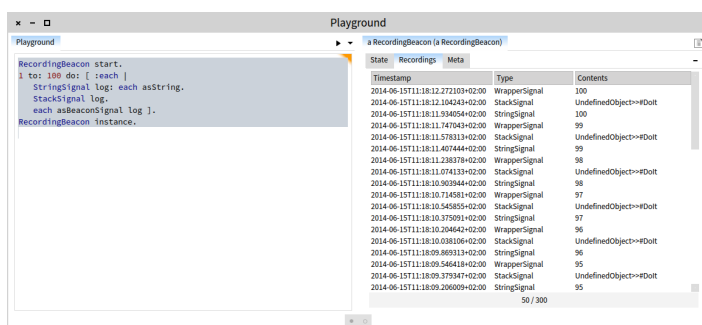 Playground
Playground
RecordingBeacon start.
1 to: 100 do: [ :each |
StringSignal log: each asString.
StackSignal log.
each asBeaconSignal log ].
RecordingBeacon instance.
a RecordingBeacon (a RecordingBeacon)
State Recordings Meta
Timestamp Type Contents
2014-06-15T11:18:12.272103+02:00 WrapperSignal 100
2014-06-15T11:18:12.104243+02:00 StackSignal UndefinedObject>>#DoIt
2014-06-15T11:18:11.934054+02:00 StringSignal 100
2014-06-15T11:18:11.747043+02:00 WrapperSignal 99
2014-06-15T11:18:11.578313+02:00 StackSignal UndefinedObject>>#DoIt
2014-06-15T11:18:11.407444+02:00 StringSignal 99
2014-06-15T11:18:11.238378+02:00 WrapperSignal 98
2014-06-15T11:18:11.074133+02:00 StackSignal UndefinedObject>>#DoIt
2014-06-15T11:18:10.903944+02:00 StringSignal 98
2014-06-15T11:18:10.714581+02:00 WrapperSignal 97
2014-06-15T11:18:10.545855+02:00 StackSignal UndefinedObject>>#DoIt
2014-06-15T11:18:10.375091+02:00 StringSignal 97
2014-06-15T11:18:10.204642+02:00 WrapperSignal 96
2014-06-15T11:18:10.038106+02:00 StackSignal UndefinedObject>>#DoIt
2014-06-15T11:18:09.869313+02:00 StringSignal 96
2014-06-15T11:18:09.546418+02:00 WrapperSignal 95
2014-06-15T11:18:09.379347+02:00 StackSignal UndefinedObject>>#DoIt
2014-06-15T11:18:09.206009+02:00 StringSignal 95
50 / 300